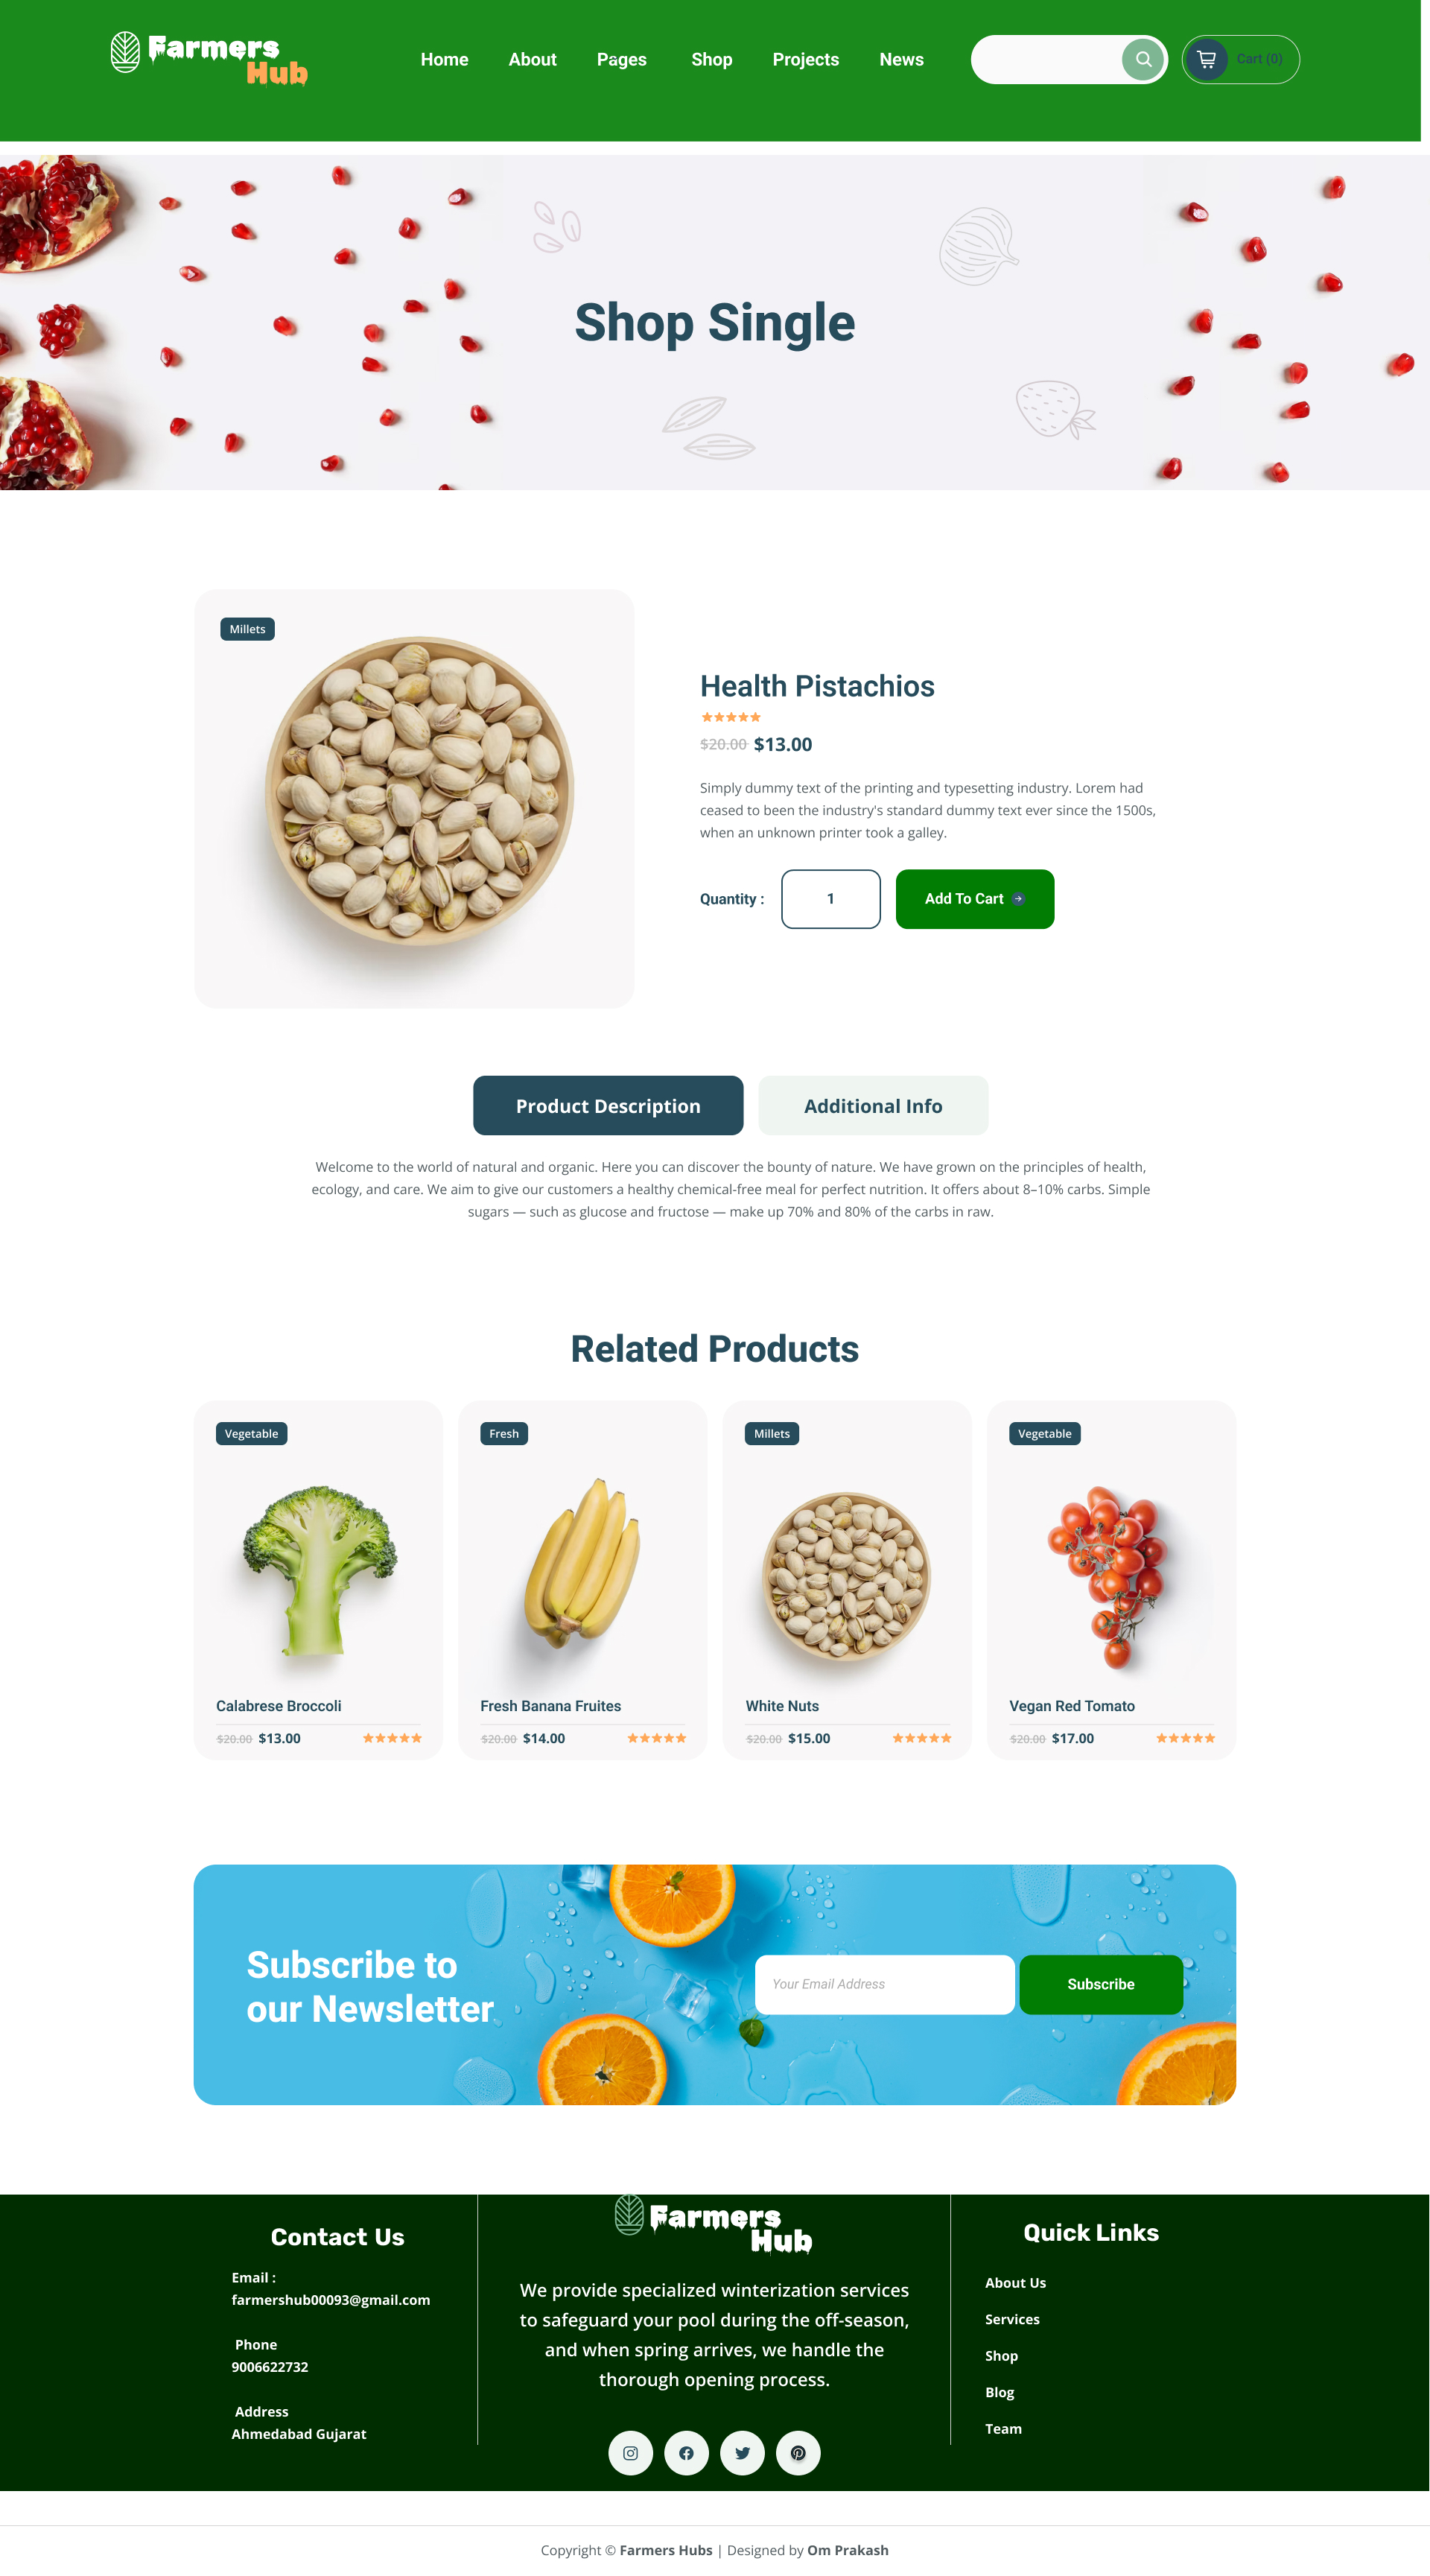 Farmers
Hub
Home About Pages Shop Projects News
Cart (0)
Shop Single
Millets
Health Pistachios
$20.00 $13.00
Simply dummy text of the printing and typesetting industry. Lorem had
ceased to been the industry's standard dummy text ever since the 1500s,
when an unknown printer took a galley.
Quantity : 1 Add To Cart
Product Description Additional Info
Welcome to the world of natural and organic. Here you can discover the bounty of nature. We have grown on the principles of health,
ecology, and care. We aim to give our customers a healthy chemical-free meal for perfect nutrition. It offers about 8–10% carbs. Simple
sugars — such as glucose and fructose — make up 70% and 80% of the carbs in raw.
Related Products
Vegetable
Calabrese Broccoli
$20.00 $13.00
Fresh
Fresh Banana Fruites
$20.00 $14.00
Millets
White Nuts
$20.00 $15.00
Vegetable
Vegan Red Tomato
$20.00 $17.00
Subscribe to
our Newsletter
Your Email Address
Subscribe
Contact Us
Email :
farmershub00093@gmail.com
Phone
9006622732
Address
Ahmedabad Gujarat
Farmers
Hub
We provide specialized winterization services
to safeguard your pool during the off-season,
and when spring arrives, we handle the
thorough opening process.
Quick Links
About Us
Services
Shop
Blog
Team
Copyright © Farmers Hubs | Designed by Om Prakash